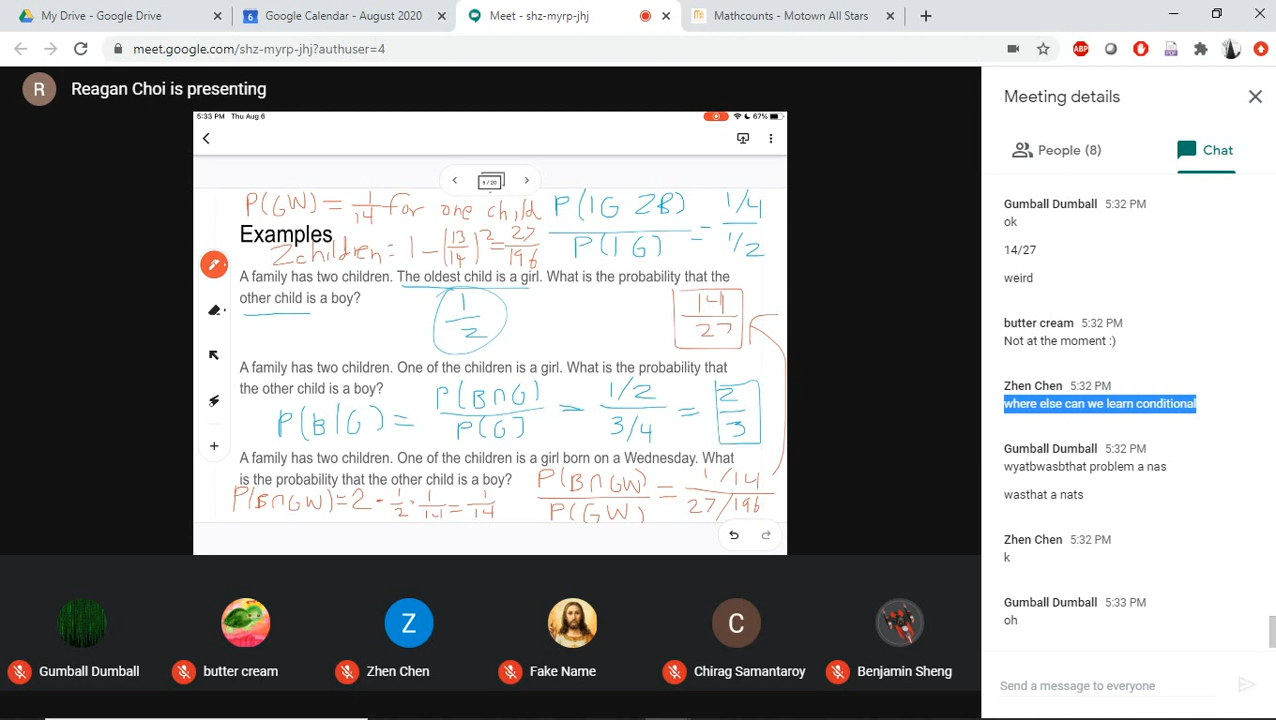 My Drive - Google Drive
Google Calendar - August 2020
Meet - shz-myrp-jhj
Mathcounts - Motown All Stars
meet.google.com/shz-myrp-jhj?authuser=4
ABP
R
Reagan Choi is presenting
5:33 PM Thu Aug 6
67%
9 / 20
P(GW) = 1/14 for one child
2 children = 1 - (13/14)^2 = 27/196
P(1G 2B)/P(1G) = 1/4 / 1/2
Examples
A family has two children. The oldest child is a girl. What is the probability that the
other child is a boy?
1/2
14/27
A family has two children. One of the children is a girl. What is the probability that
the other child is a boy?
P(B|G) = P(B∩G)/P(G) = 1/2 / 3/4 = 2/3
A family has two children. One of the children is a girl born on a Wednesday. What
is the probability that the other child is a boy?
P(B∩GW) = 2 · 1/2 · 1/14 = 1/14
P(B∩GW)/P(GW) = 1/14 / 27/196
Gumball Dumball
butter cream
Z
Zhen Chen
Fake Name
C
Chirag Samantaroy
Benjamin Sheng
Meeting details
People (8)
Chat
Gumball Dumball 5:32 PM
ok
14/27
weird
butter cream 5:32 PM
Not at the moment :)
Zhen Chen 5:32 PM
where else can we learn conditional
Gumball Dumball 5:32 PM
wyatbwasbthat problem a nas
wasthat a nats
Zhen Chen 5:32 PM
k
Gumball Dumball 5:33 PM
oh
Send a message to everyone